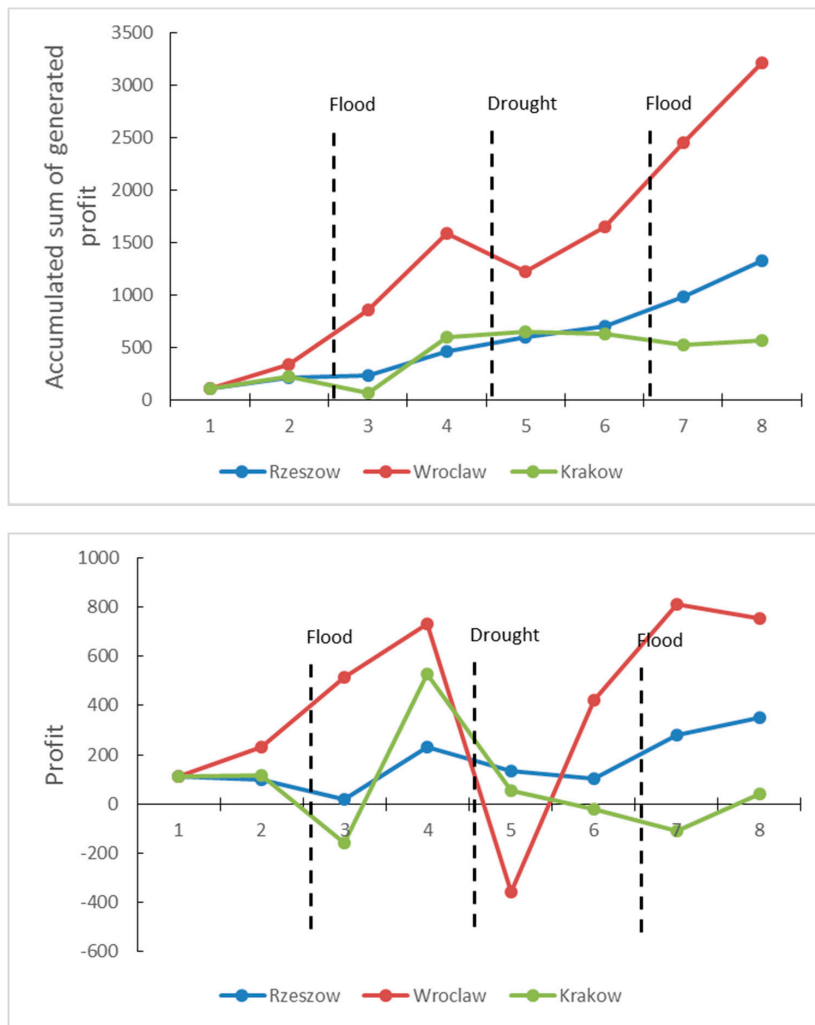 3500
3000
2500
2000
1500
1000
500
0
Accumulated sum of generated
profit
Flood
Drought
Flood
1 2 3 4 5 6 7 8
Rzeszow Wroclaw Krakow
1000
800
600
400
200
0
-200
-400
-600
Profit
Flood
Drought
Flood
1 2 3 4 5 6 7 8
Rzeszow Wroclaw Krakow